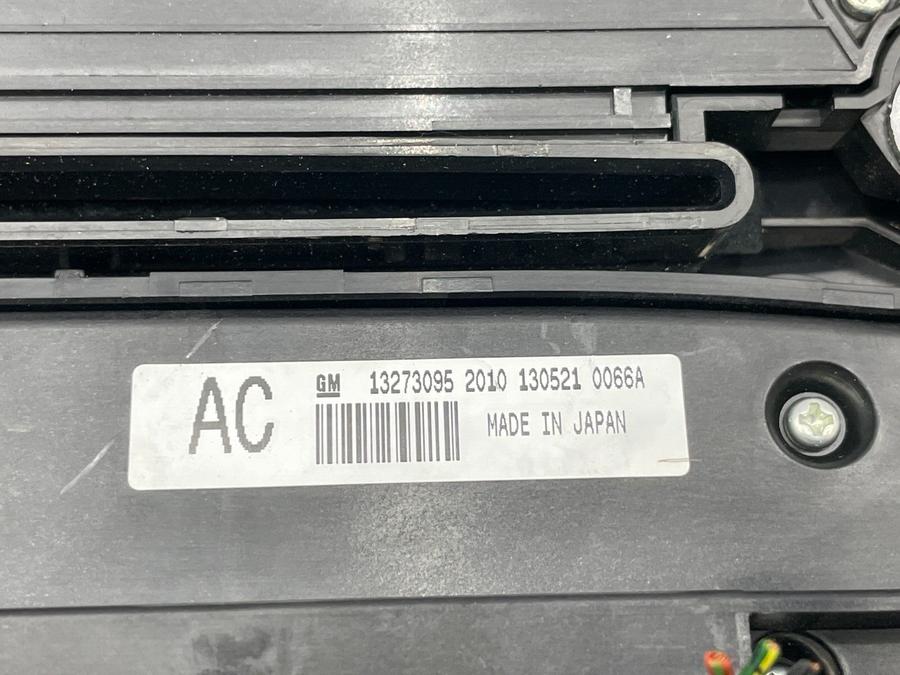 AC
GM 13273095 2010 130521 0066A
MADE IN JAPAN